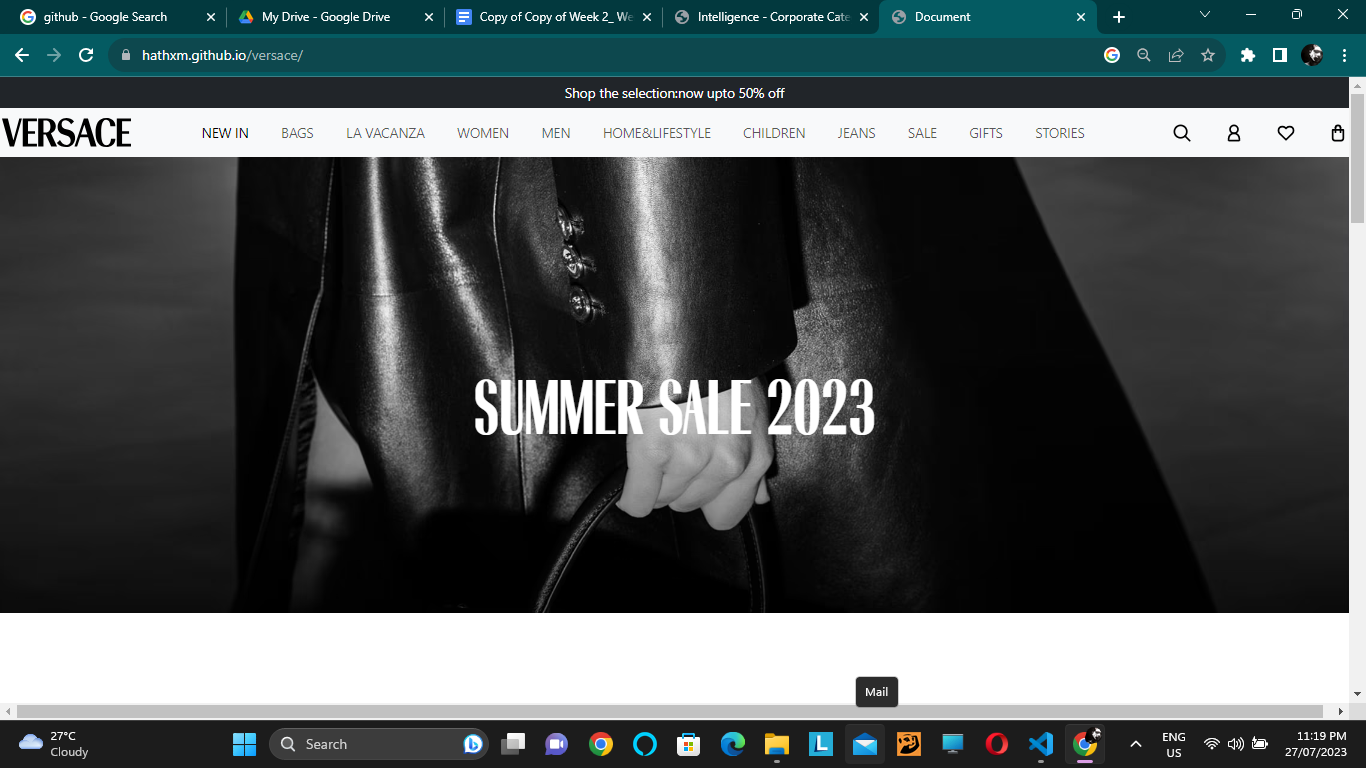 github - Google Search
My Drive - Google Drive
Copy of Copy of Week 2_ We
Intelligence - Corporate Cate
Document
hathxm.github.io/versace/
Shop the selection:now upto 50% off
VERSACE
NEW IN BAGS LA VACANZA WOMEN MEN HOME&LIFESTYLE CHILDREN JEANS SALE GIFTS STORIES
SUMMER SALE 2023
Mail
27°C
Cloudy
Search
L
ENG
US
11:19 PM
27/07/2023